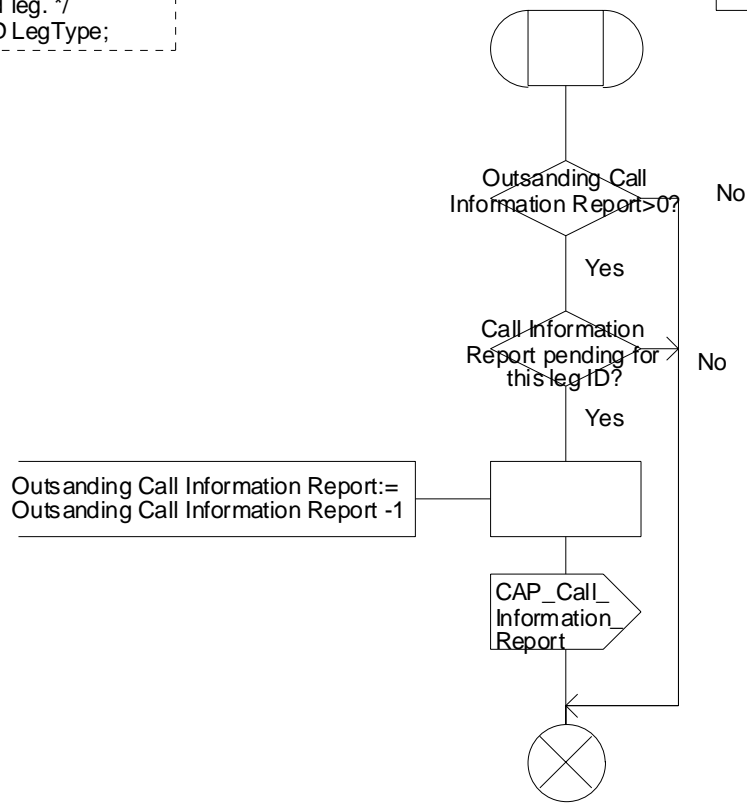 leg. */
LegType;
Outsanding Call
Information Report>0?
No
Yes
Call Information
Report pending for
this leg ID?
No
Yes
Outsanding Call Information Report:=
Outsanding Call Information Report -1
CAP_Call_
Information_
Report